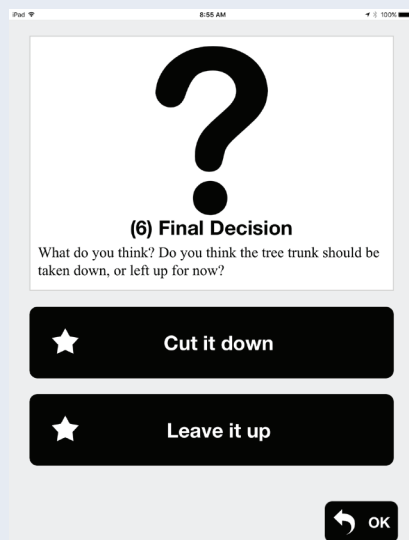 iPad 8:55 AM 100%
?
(6) Final Decision
What do you think? Do you think the tree trunk should be
taken down, or left up for now?
Cut it down
Leave it up
OK